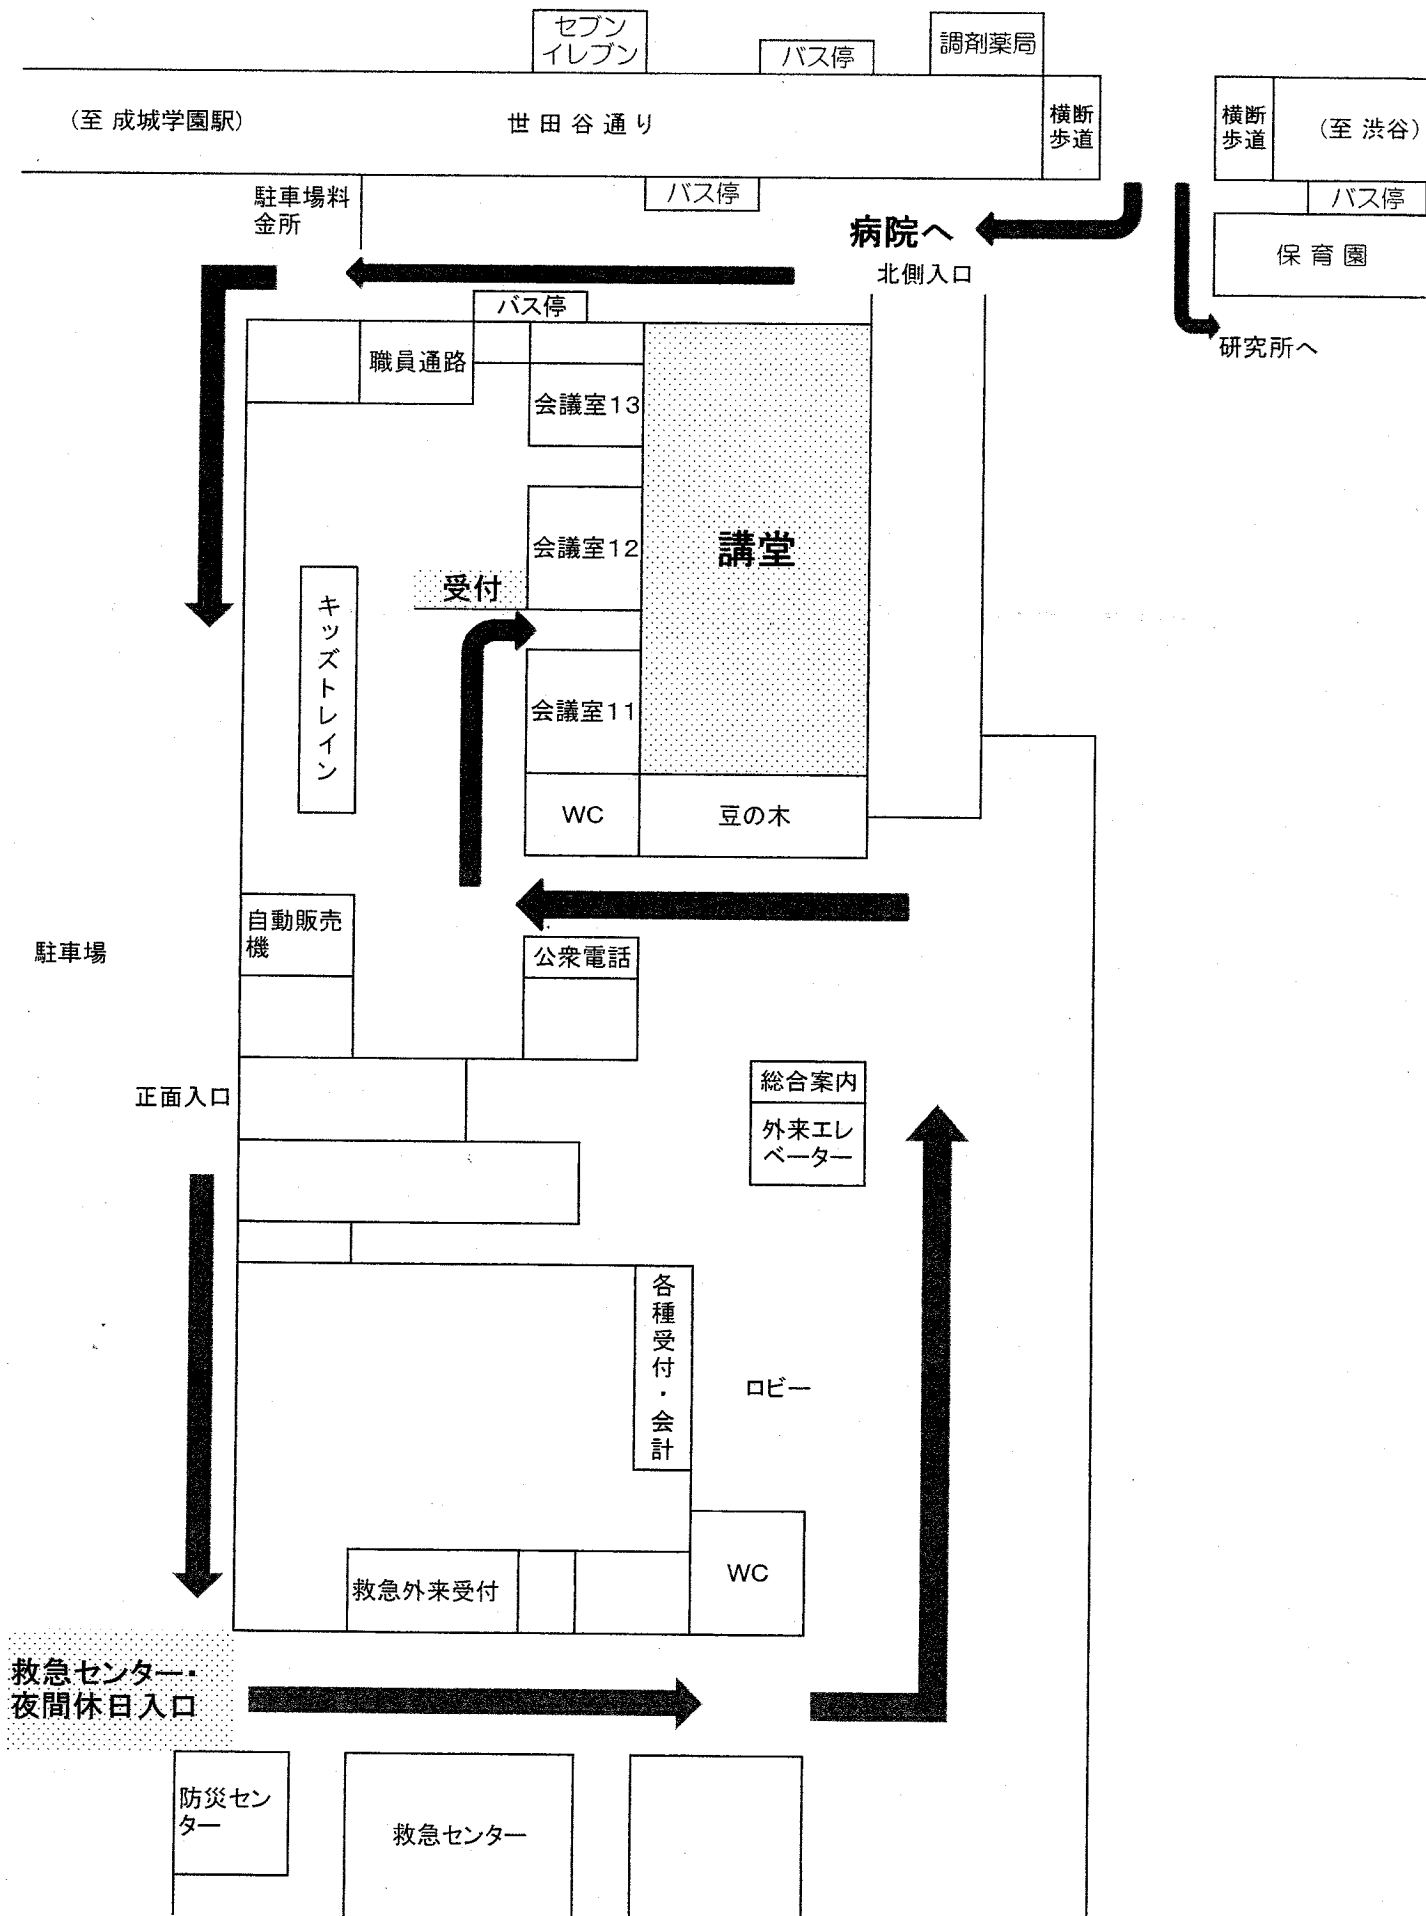 セブン
イレブン
バス停
調剤薬局
(至 成城学園駅)
世田谷通り
横断
歩道
横断
歩道
(至 渋谷)
駐車場料
金所
バス停
バス停
病院へ
北側入口
保育園
バス停
研究所へ
職員通路
会議室13
会議室12
講堂
受付
キッズトレイン
会議室11
WC
豆の木
自動販売
機
駐車場
公衆電話
正面入口
総合案内
外来エレ
ベーター
各種受付・会計
ロビー
救急外来受付
WC
救急センター・
夜間休日入口
防災セン
ター
救急センター